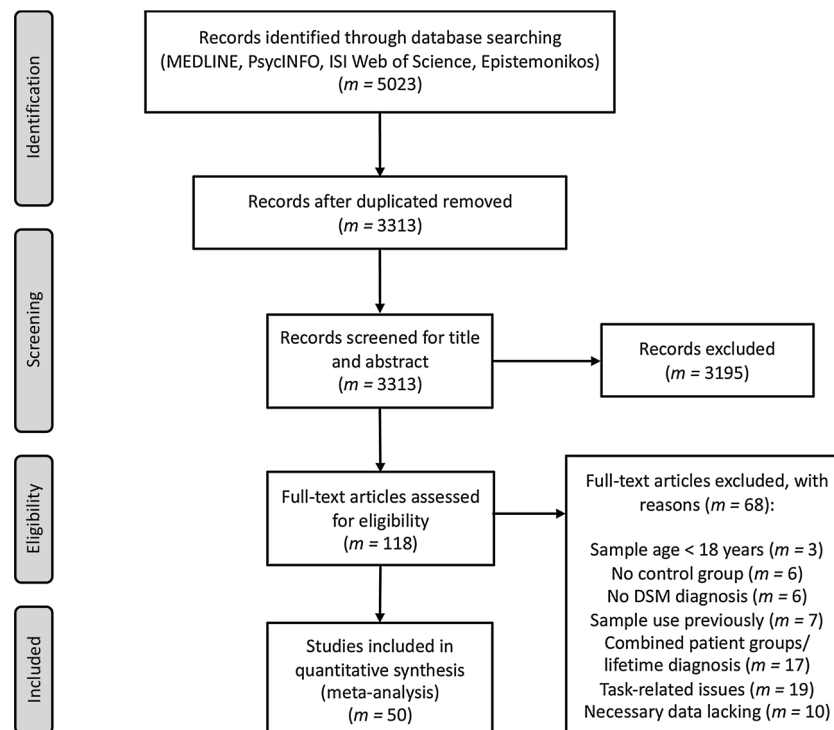 Identification
Records identified through database searching
(MEDLINE, PsycINFO, ISI Web of Science, Epistemonikos)
(m = 5023)
Records after duplicated removed
(m = 3313)
Screening
Records screened for title
and abstract
(m = 3313)
Records excluded
(m = 3195)
Eligibility
Full-text articles assessed
for eligibility
(m = 118)
Full-text articles excluded, with
reasons (m = 68):
Sample age < 18 years (m = 3)
No control group (m = 6)
No DSM diagnosis (m = 6)
Sample use previously (m = 7)
Combined patient groups/
lifetime diagnosis (m = 17)
Task-related issues (m = 19)
Necessary data lacking (m = 10)
Included
Studies included in
quantitative synthesis
(meta-analysis)
(m = 50)